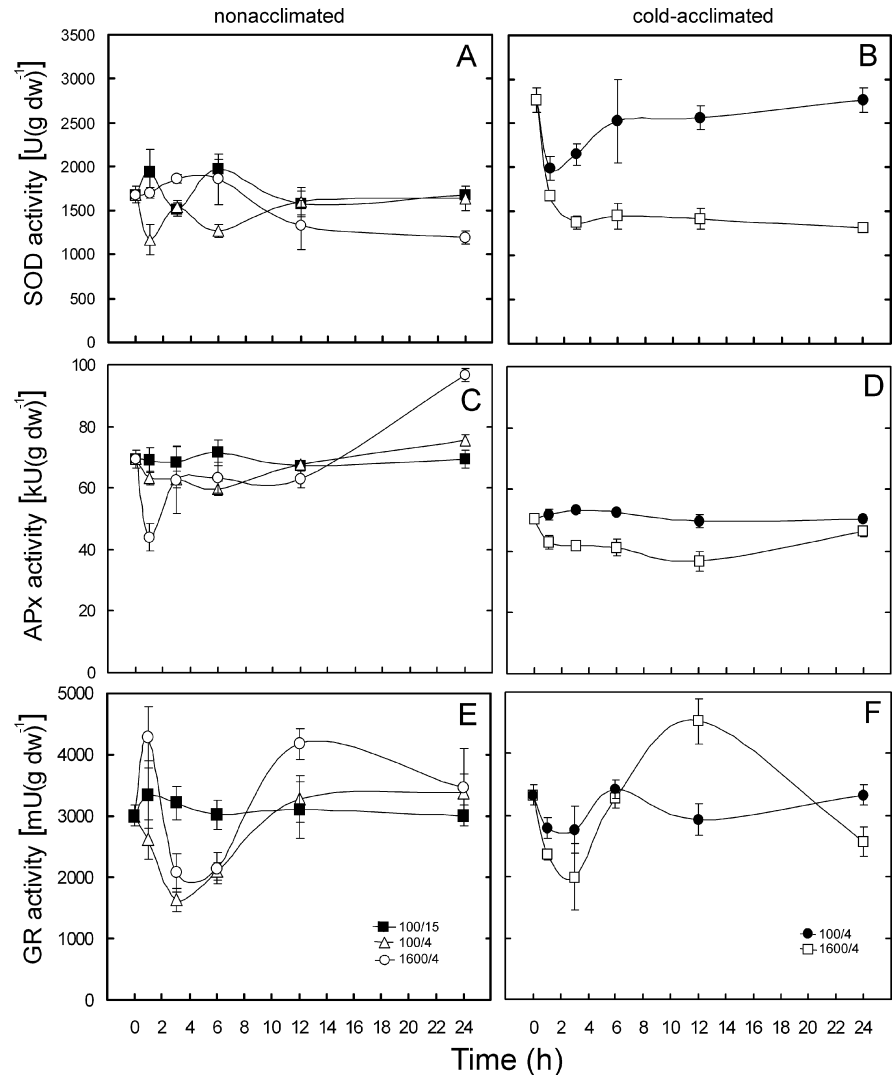 nonacclimated
cold-acclimated
SOD activity [U(g dw)⁻¹]
3500
3000
2500
2000
1500
1000
500
0
A
B
APx activity [kU(g dw)⁻¹]
100
80
60
40
20
0
C
D
GR activity [mU(g dw)⁻¹]
5000
4000
3000
2000
1000
0
E
100/15
100/4
1600/4
F
100/4
1600/4
0 2 4 6 8 10 12 14 16 18 20 22 24
0 2 4 6 8 10 12 14 16 18 20 22 24
Time (h)